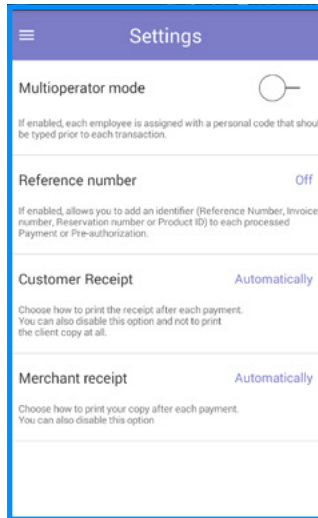 Settings
Multioperator mode
If enabled, each employee is assigned with a personal code that shoul
be typed prior to each transaction.
Reference number Off
If enabled, allows you to add an identifier (Reference Number, Invoice
number, Reservation number or Product ID) to each processed
Payment or Pre-authorization.
Customer Receipt Automatically
Choose how to print the receipt after each payment.
You can also disable this option and not to print
the client copy at all.
Merchant receipt Automatically
Choose how to print your copy after each payment.
You can also disable this option